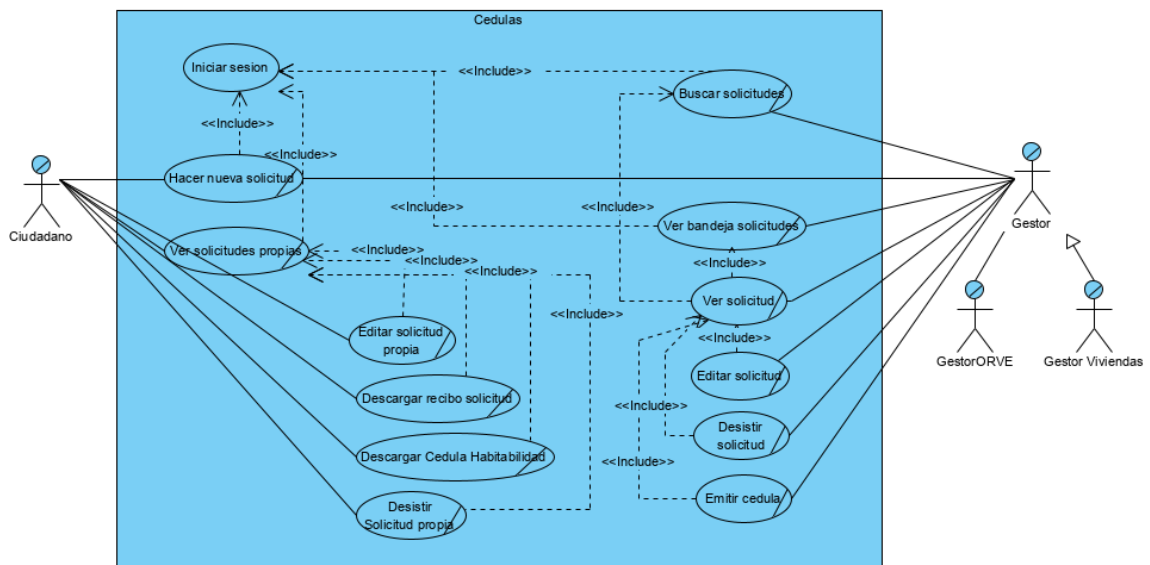 Cedulas
Iniciar sesion
<<Include>>
Buscar solicitudes
<<Include>>
<<Include>>
Hacer nueva solicitud
Ciudadano
Gestor
<<Include>>
Ver bandeja solicitudes
Ver solicitudes propias
<<Include>>
<<Include>>
<<Include>>
Ver solicitud
<<Include>>
<<Include>>
Editar solicitud
propia
<<Include>>
GestorORVE
Gestor Viviendas
Editar solicitud
Descargar recibo solicitud
<<Include>>
Desistir
solicitud
Descargar Cedula Habitabilidad
<<Include>>
Desistir
Solicitud propia
Emitir cedula